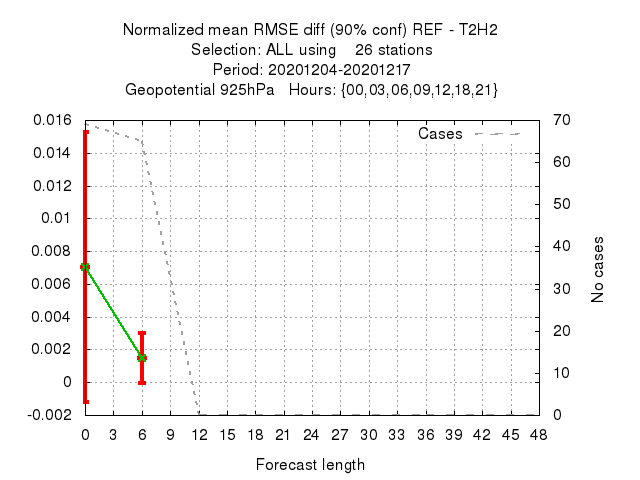 Normalized mean RMSE diff (90% conf) REF - T2H2
Selection: ALL using 26 stations
Period: 20201204-20201217
Geopotential 925hPa Hours: {00,03,06,09,12,18,21}
Cases
0.016
0.014
0.012
0.01
0.008
0.006
0.004
0.002
0
-0.002
70
60
50
40
30
20
10
0
No cases
0 3 6 9 12 15 18 21 24 27 30 33 36 39 42 45 48
Forecast length